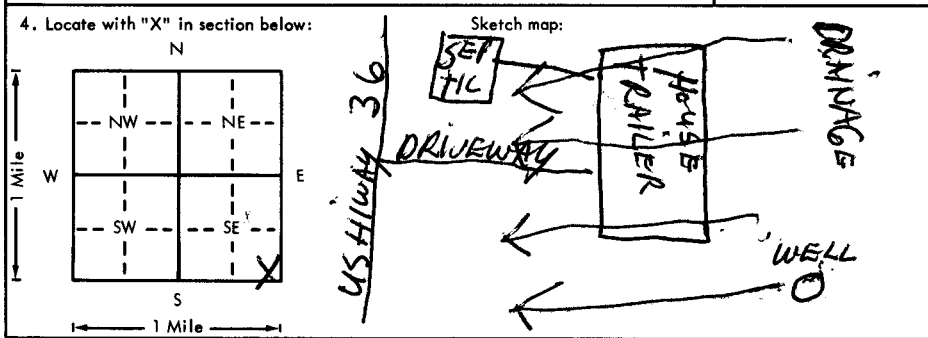 4. Locate with "X" in section below:
N
NW
NE
W
E
SW
SE
X
S
1 Mile
1 Mile
Sketch map:
SEP
TIC
US HIWAY 36
DRIVEWAY
HOUSE
TRAILER
DRNNAGE
WELL